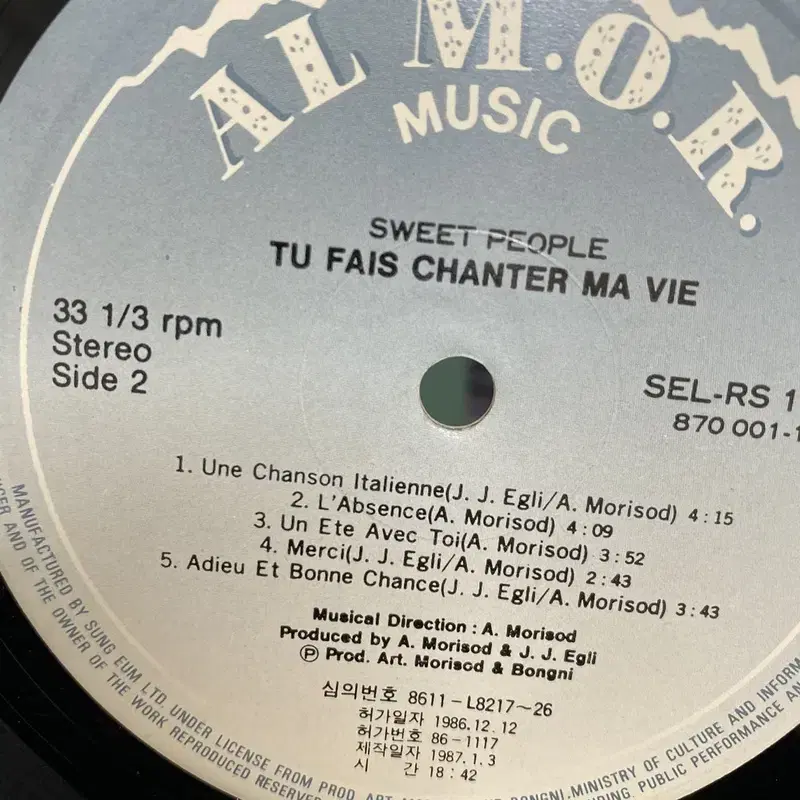 AL M.O.R.
MUSIC
SWEET PEOPLE
TU FAIS CHANTER MA VIE
33 1/3 rpm
Stereo
Side 2
SEL-RS 1
870 001-1
1. Une Chanson Italienne(J. J. Egli/A. Morisod) 4:15
2. L'Absence(A. Morisod) 4:09
3. Un Ete Avec Toi(A. Morisod) 3:52
4. Merci(J. J. Egli/A. Morisod) 2:43
5. Adieu Et Bonne Chance(J. J. Egli/A. Morisod) 3:43
Musical Direction : A. Morisod
Produced by A. Morisod & J. J. Egli
Ⓟ Prod. Art. Morisod & Bongni
심의번호 8611-L8217~26
허가일자 1986.12.12
허가번호 86-1117
제작일자 1987.1.3
시 간 18:42
MANUFACTURED BY SUNG EUM LTD. UNDER LICENSE FROM PROD. ART. BONGNI. MINISTRY OF CULTURE AND
AND OF THE OWNER OF THE WORK REPRODUCED RESERVED PUBLIC PERFORMANCE